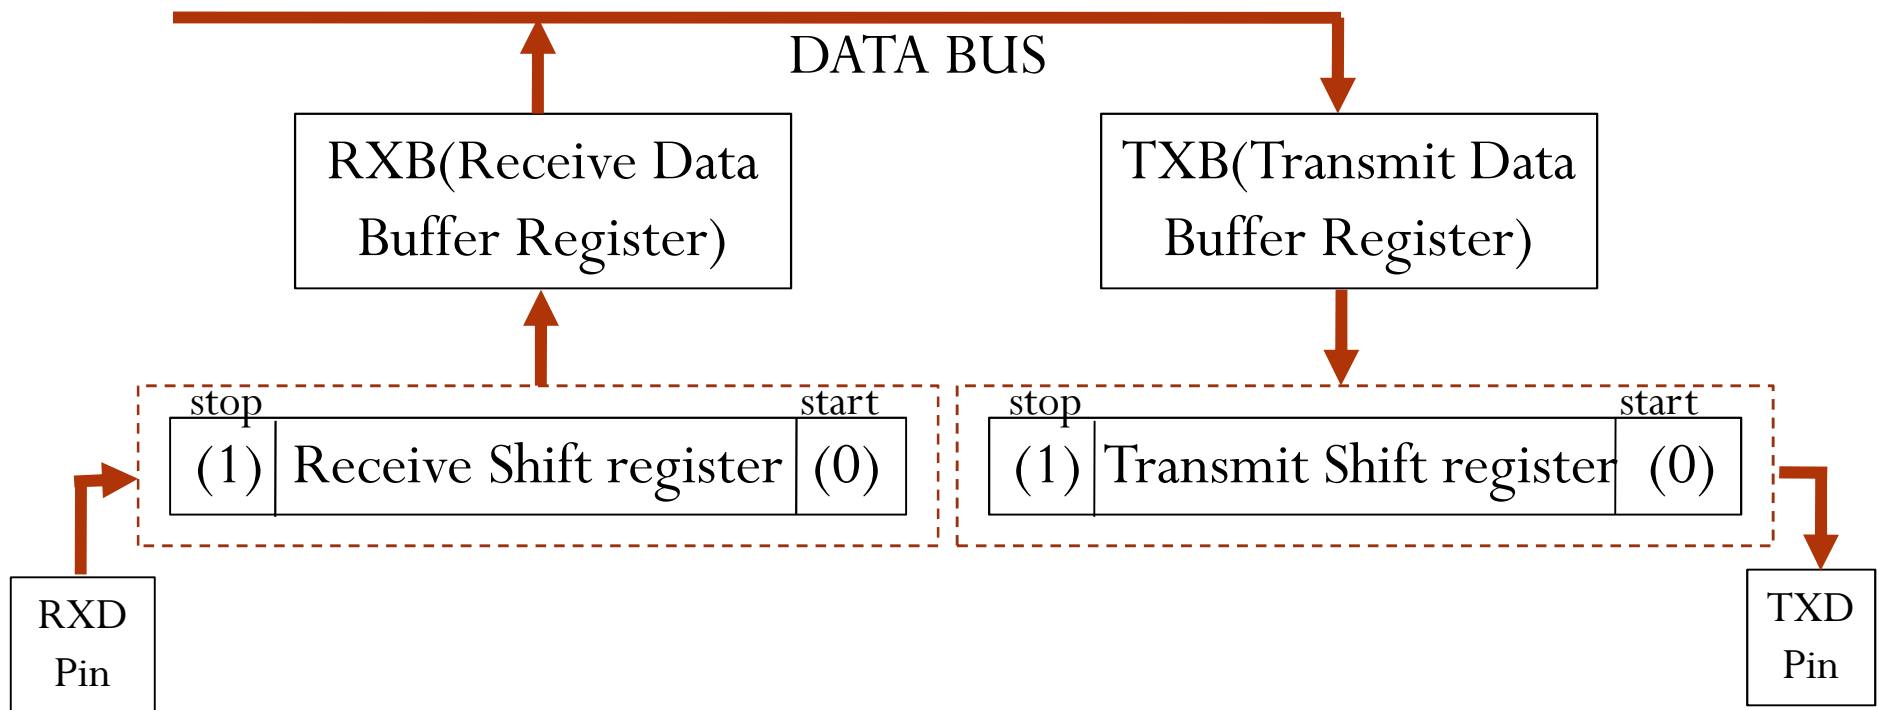 DATA BUS
RXB(Receive Data
Buffer Register)
TXB(Transmit Data
Buffer Register)
stop
start
(1)
Receive Shift register
(0)
stop
start
(1)
Transmit Shift register
(0)
RXD
Pin
TXD
Pin